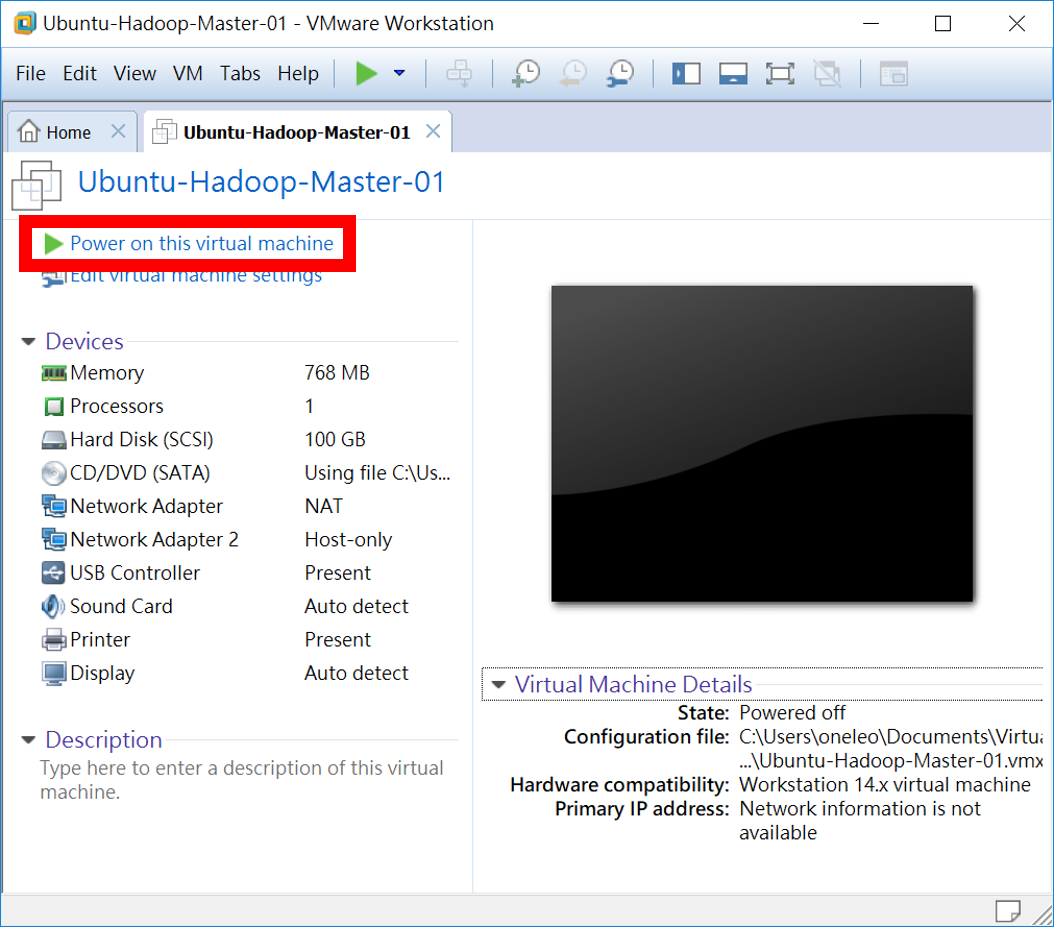 Ubuntu-Hadoop-Master-01 - VMware Workstation
File Edit View VM Tabs Help
Home Ubuntu-Hadoop-Master-01
Ubuntu-Hadoop-Master-01
Power on this virtual machine
Edit virtual machine settings
Devices
Memory 768 MB
Processors 1
Hard Disk (SCSI) 100 GB
CD/DVD (SATA) Using file C:\Us...
Network Adapter NAT
Network Adapter 2 Host-only
USB Controller Present
Sound Card Auto detect
Printer Present
Display Auto detect
Description
Type here to enter a description of this virtual
machine.
Virtual Machine Details
State: Powered off
Configuration file: C:\Users\oneleo\Documents\Virtua
...\Ubuntu-Hadoop-Master-01.vmx
Hardware compatibility: Workstation 14.x virtual machine
Primary IP address: Network information is not
available